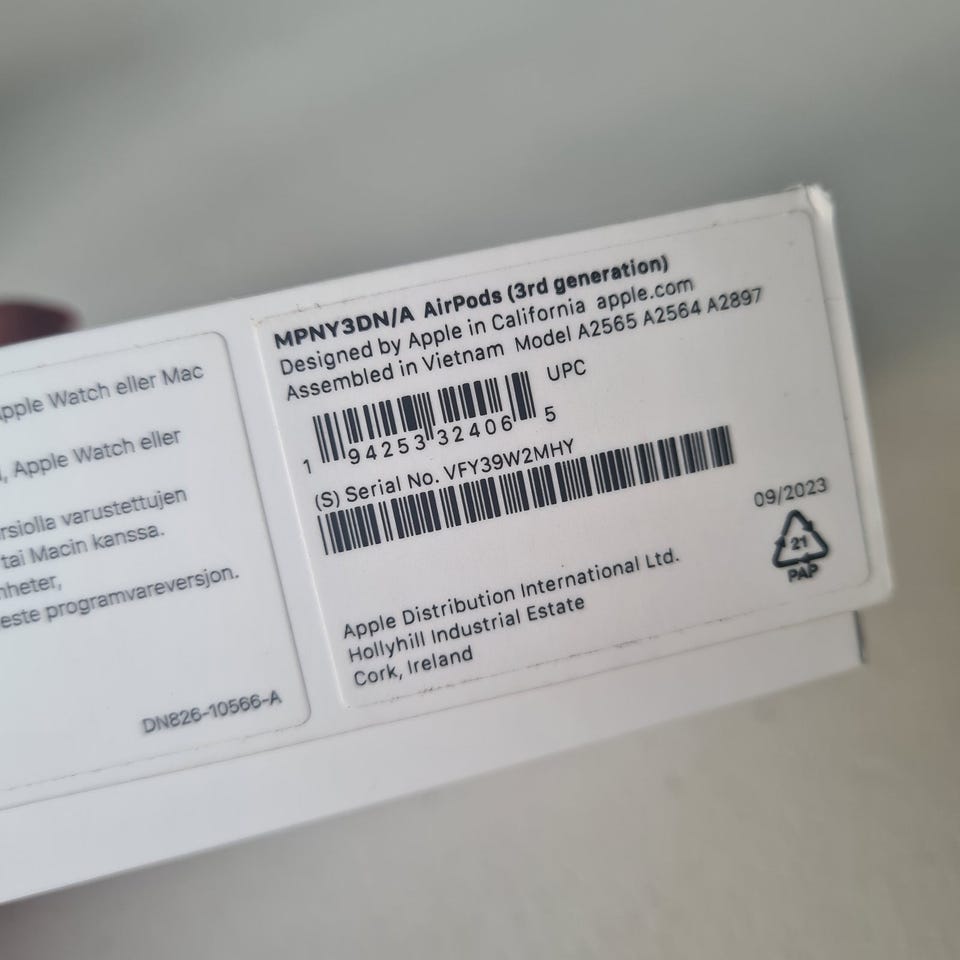 pple Watch eller Mac
, Apple Watch eller
rsiolla varustettujen
tai Macin kanssa.
nheter,
este programvareversjon.
DN826-10566-A
MPNY3DN/A AirPods (3rd generation)
Designed by Apple in California apple.com
Assembled in Vietnam Model A2565 A2564 A2897
UPC
1 94253 32406 5
(S) Serial No. VFY39W2MHY
09/2023
21
PAP
Apple Distribution International Ltd.
Hollyhill Industrial Estate
Cork, Ireland